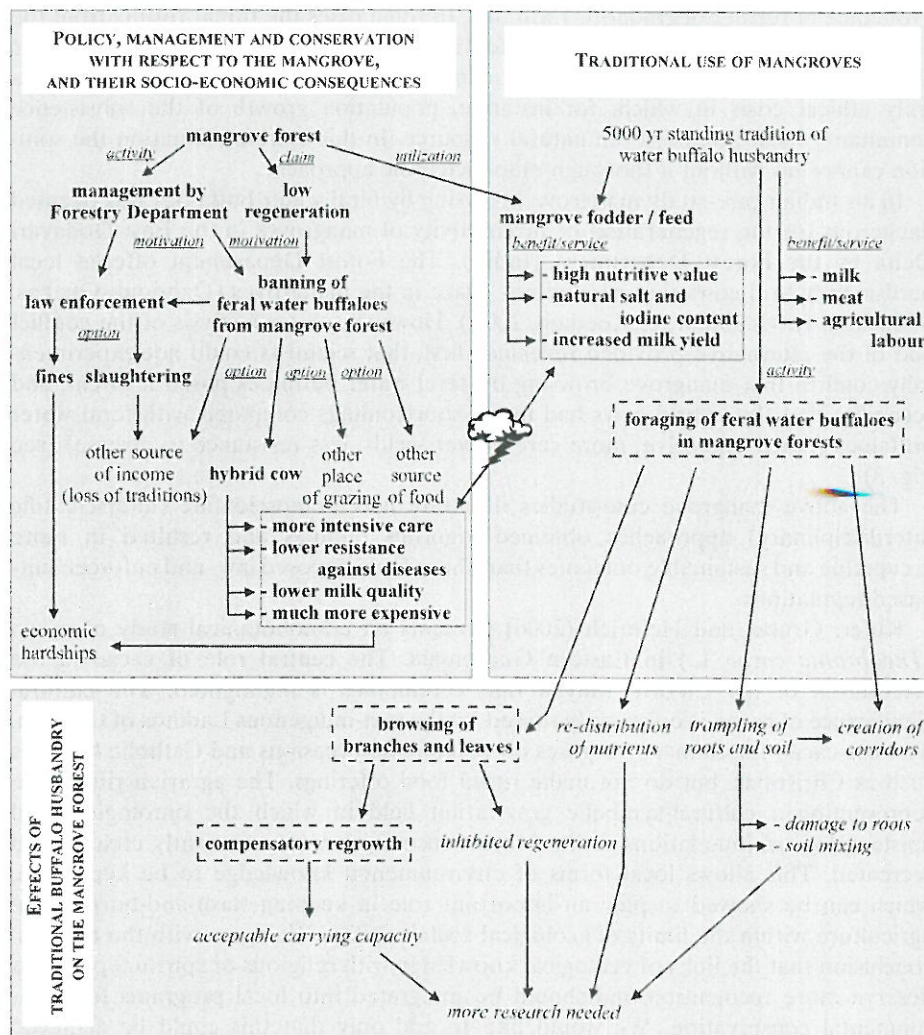 POLICY, MANAGEMENT AND CONSERVATION
WITH RESPECT TO THE MANGROVE,
AND THEIR SOCIO-ECONOMIC CONSEQUENCES
mangrove forest
activity
claim
utilization
management by
Forestry Department
low
regeneration
motivation
motivation
law enforcement
banning of
feral water buffaloes
from mangrove forest
option
fines slaughtering
option
option
option
other source
of income
(loss of traditions)
hybrid cow
other
place
of grazing
other
source
of food
- more intensive care
- lower resistance
against diseases
- lower milk quality
- much more expensive
economic
hardships
TRADITIONAL USE OF MANGROVES
5000 yr standing tradition of
water buffalo husbandry
mangrove fodder / feed
benefit/service
benefit/service
- high nutritive value
- natural salt and
iodine content
- increased milk yield
- milk
- meat
- agricultural
labour
activity
foraging of feral water buffaloes
in mangrove forests
EFFECTS OF
TRADITIONAL BUFFALO HUSBANDRY
ON THE MANGROVE FOREST
browsing of
branches and leaves
re-distribution
of nutrients
trampling of
roots and soil
creation of
corridors
compensatory regrowth
inhibited regeneration
- damage to roots
- soil mixing
acceptable carrying capacity
more research needed